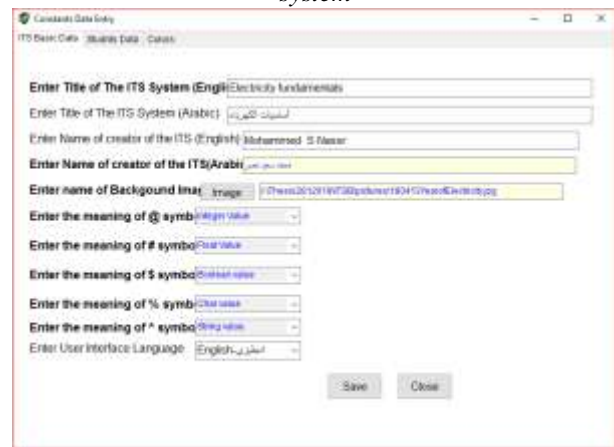 system
Constants Data Entry
ITS Basic Data Students Data Colors
Enter Title of The ITS System (Engli Electricity fundamentals
Enter Title of The ITS System (Arabic) أساسيات الكهرباء
Enter Name of creator of the ITS (English) Mohammed S Nassr
Enter Name of creator of the ITS(Arabi
Enter name of Backgound Imag Image
Enter the meaning of @ symbo Integer Value
Enter the meaning of # symbo Float Value
Enter the meaning of $ symbo Boolean value
Enter the meaning of % symb Char value
Enter the meaning of ^ symbo String value
Enter User Interface Language English-انجليزي
Save Close